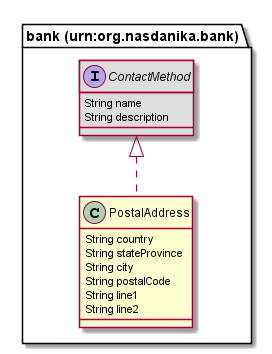 bank (urn:org.nasdanika.bank)
I ContactMethod
String name
String description
C PostalAddress
String country
String stateProvince
String city
String postalCode
String line1
String line2